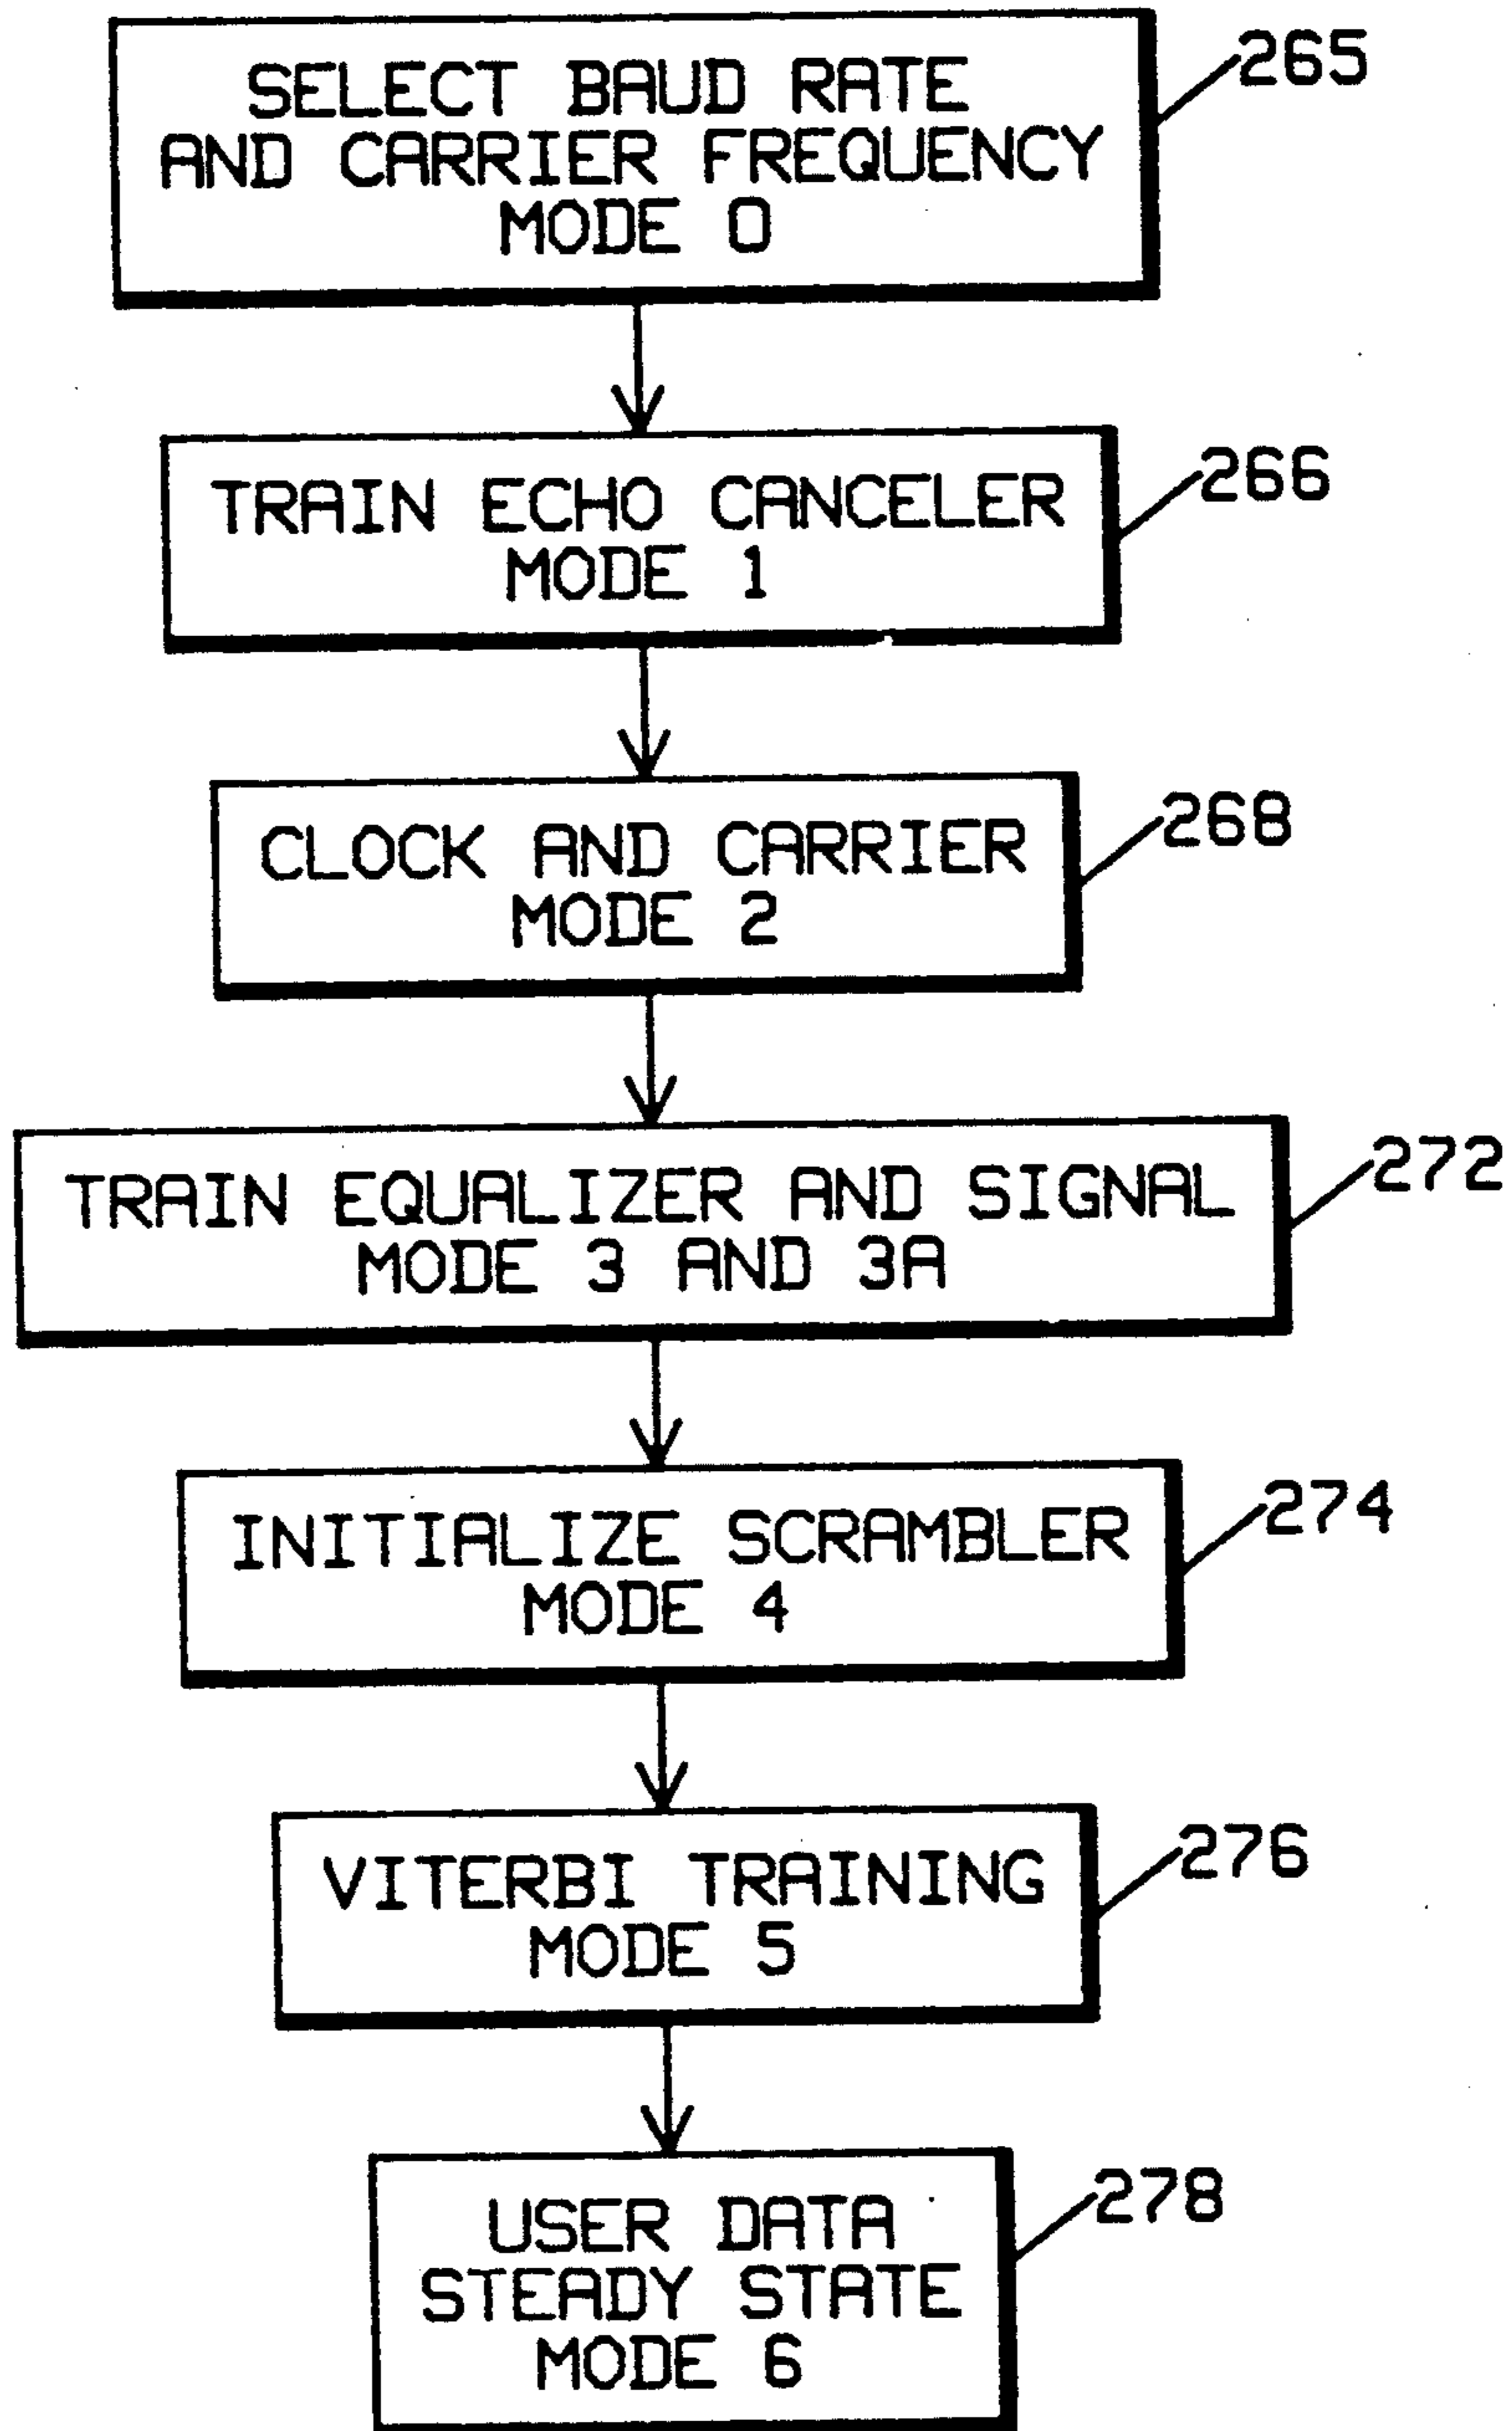 SELECT BAUD RATE
AND CARRIER FREQUENCY
MODE 0
265
TRAIN ECHO CANCELER
MODE 1
266
CLOCK AND CARRIER
MODE 2
268
TRAIN EQUALIZER AND SIGNAL
MODE 3 AND 3A
272
INITIALIZE SCRAMBLER
MODE 4
274
VITERBI TRAINING
MODE 5
276
USER DATA
STEADY STATE
MODE 6
278